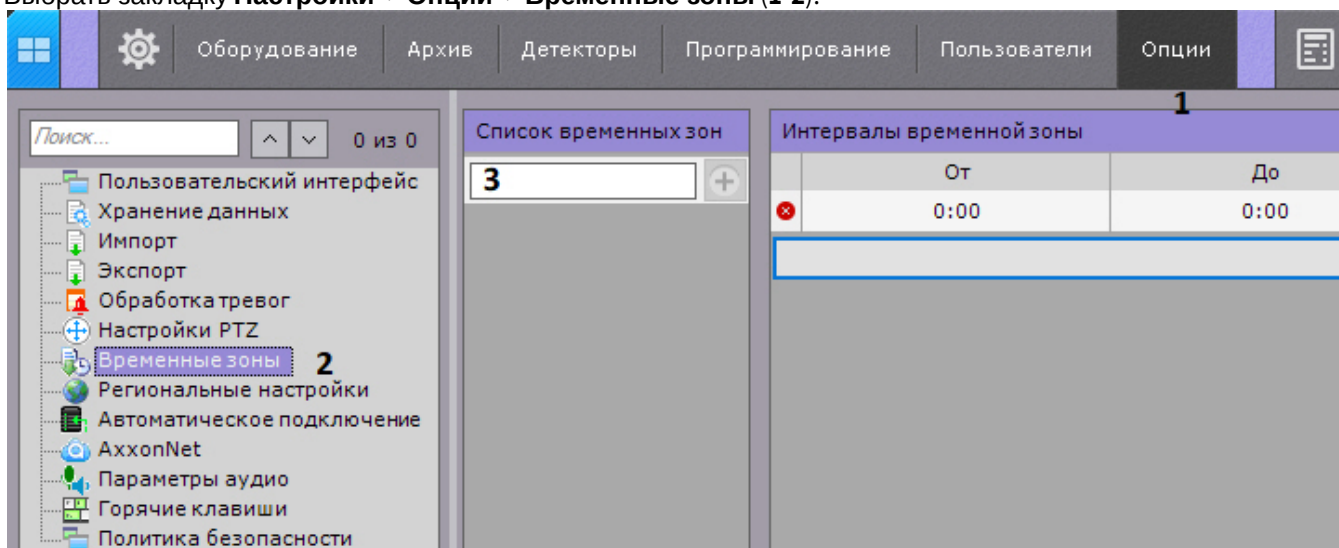 Выбрать закладку Настройки -> Опции -> Временные зоны (1-2).
Оборудование Архив Детекторы Программирование Пользователи Опции
1
Поиск... 0 из 0
Пользовательский интерфейс
Хранение данных
Импорт
Экспорт
Обработка тревог
Настройки PTZ
Временные зоны 2
Региональные настройки
Автоматическое подключение
AxxonNet
Параметры аудио
Горячие клавиши
Политика безопасности
Список временных зон
3
Интервалы временной зоны
От До
0:00 0:00